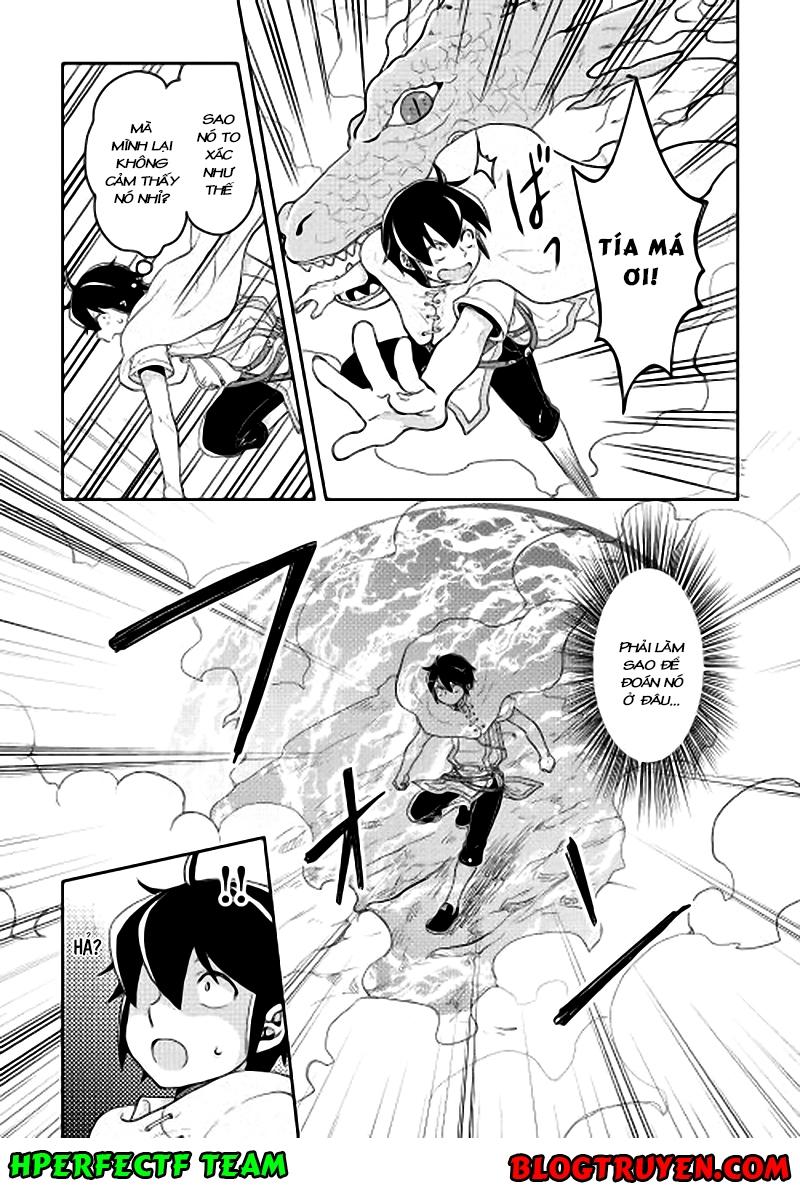 TÍA MÁ
ƠI!
ばっ
SAO
NÓ TO
XÁC
NHƯ
THẾ
MÀ
MÌNH LẠI
KHÔNG
CẢM THẤY
NÓ NHỈ?
PHẢI LÀM
SAO ĐỂ
ĐOÁN NÓ
Ở ĐÂU...
!!
HẢ?
HPERFECTF TEAM
BLOGTRUYEN.COM